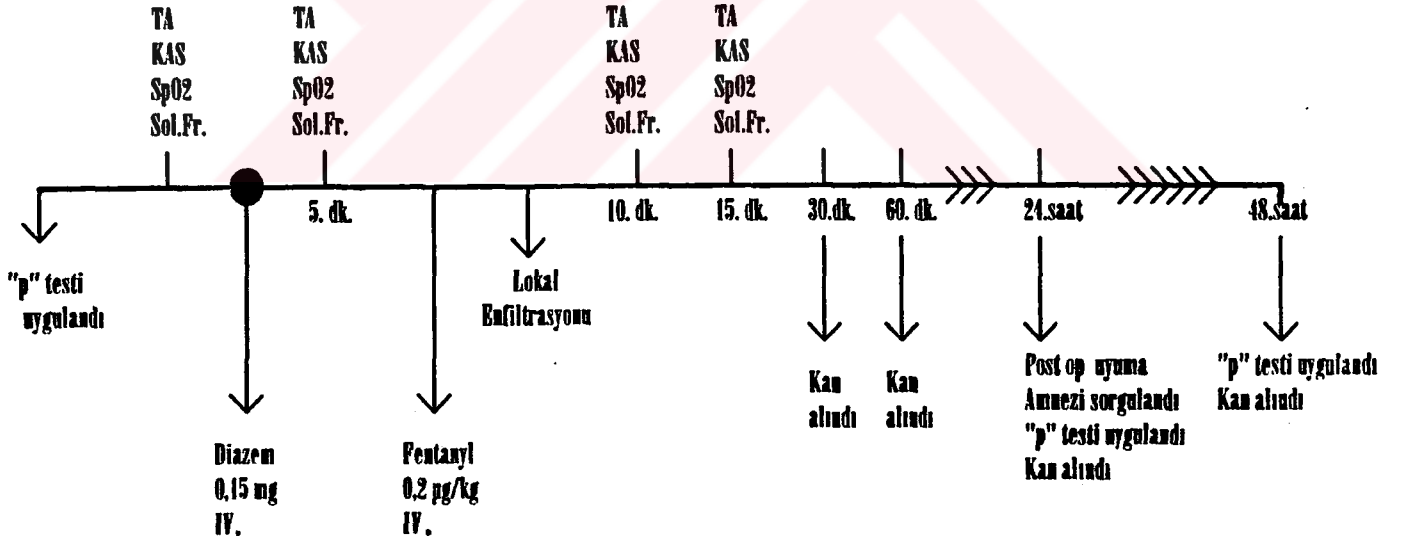 TA
KAS
SpO2
Sol.Fr.
TA
KAS
SpO2
Sol.Fr.
TA
KAS
SpO2
Sol.Fr.
TA
KAS
SpO2
Sol.Fr.
5. dk.
10. dk.
15. dk.
30.dk.
60. dk.
24.saat
48.saat
"p" testi
uygulandı
Lokal
Enfiltrasyonu
Diazem
0,15 mg
IV.
Fentanyl
0,2 µg/kg
IV.
Kan
alındı
Kan
alındı
Post op uyuma
Amnezi sorgulandı
"p" testi uygulandı
Kan alındı
"p" testi uygulandı
Kan alındı